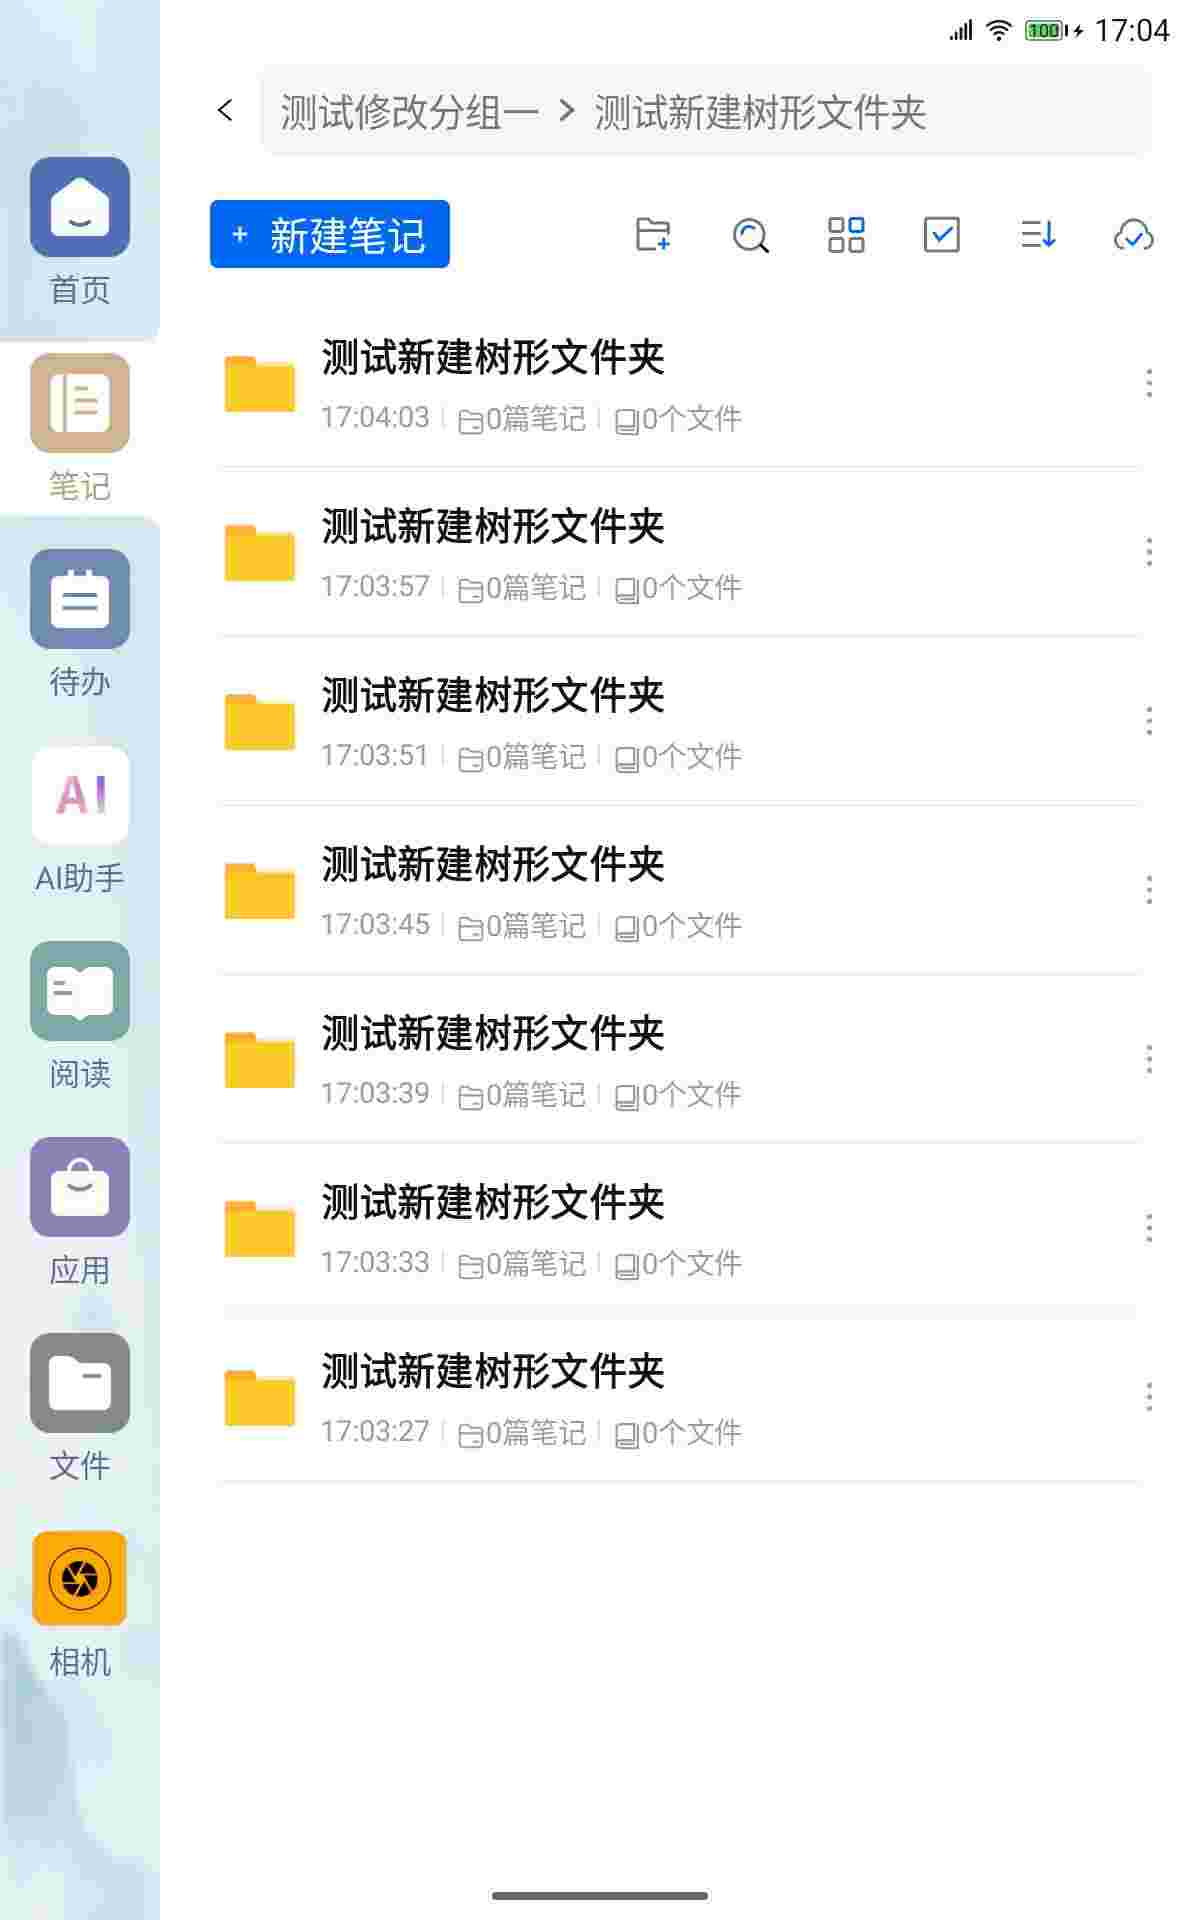 100 17:04
测试修改分组一 > 测试新建树形文件夹
+ 新建笔记
首页
笔记
待办
AI
AI助手
阅读
应用
文件
相机
测试新建树形文件夹
17:04:03 0篇笔记 0个文件
测试新建树形文件夹
17:03:57 0篇笔记 0个文件
测试新建树形文件夹
17:03:51 0篇笔记 0个文件
测试新建树形文件夹
17:03:45 0篇笔记 0个文件
测试新建树形文件夹
17:03:39 0篇笔记 0个文件
测试新建树形文件夹
17:03:33 0篇笔记 0个文件
测试新建树形文件夹
17:03:27 0篇笔记 0个文件